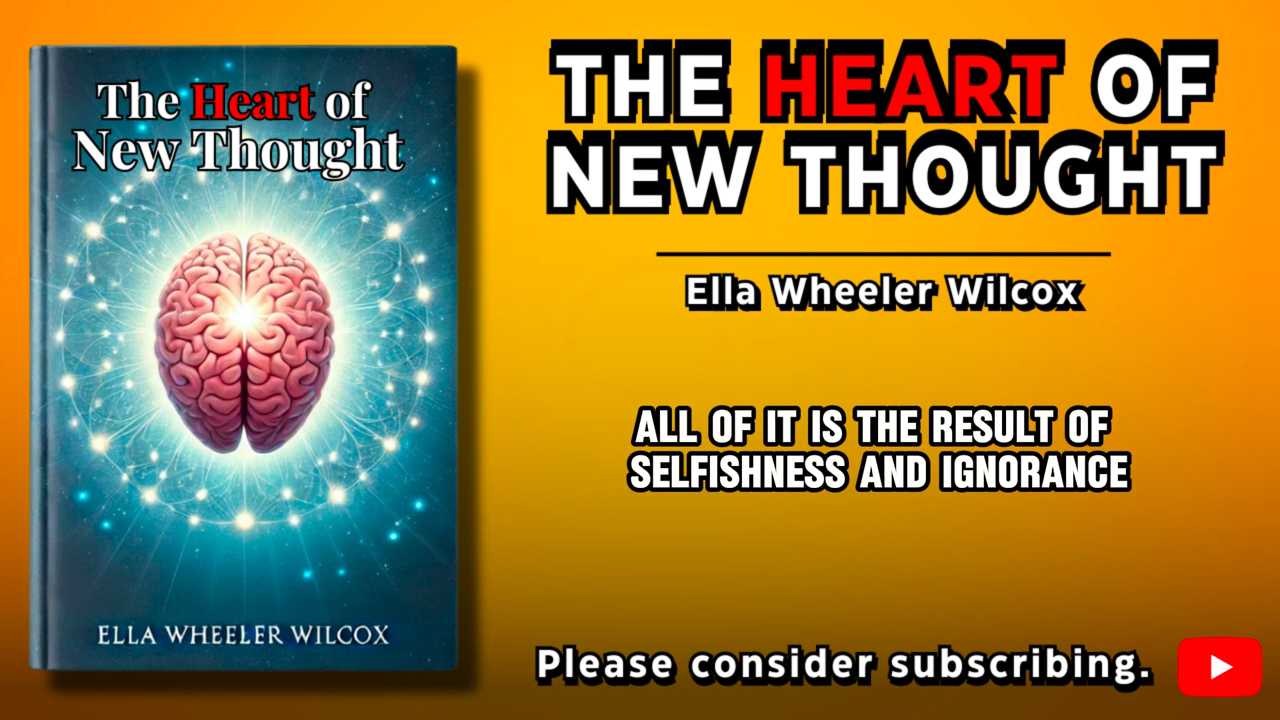 The Heart of
New Thought
ELLA WHEELER WILCOX
THE HEART OF
NEW THOUGHT
Ella Wheeler Wilcox
ALL OF IT IS THE RESULT OF
SELFISHNESS AND IGNORANCE
Please consider subscribing.